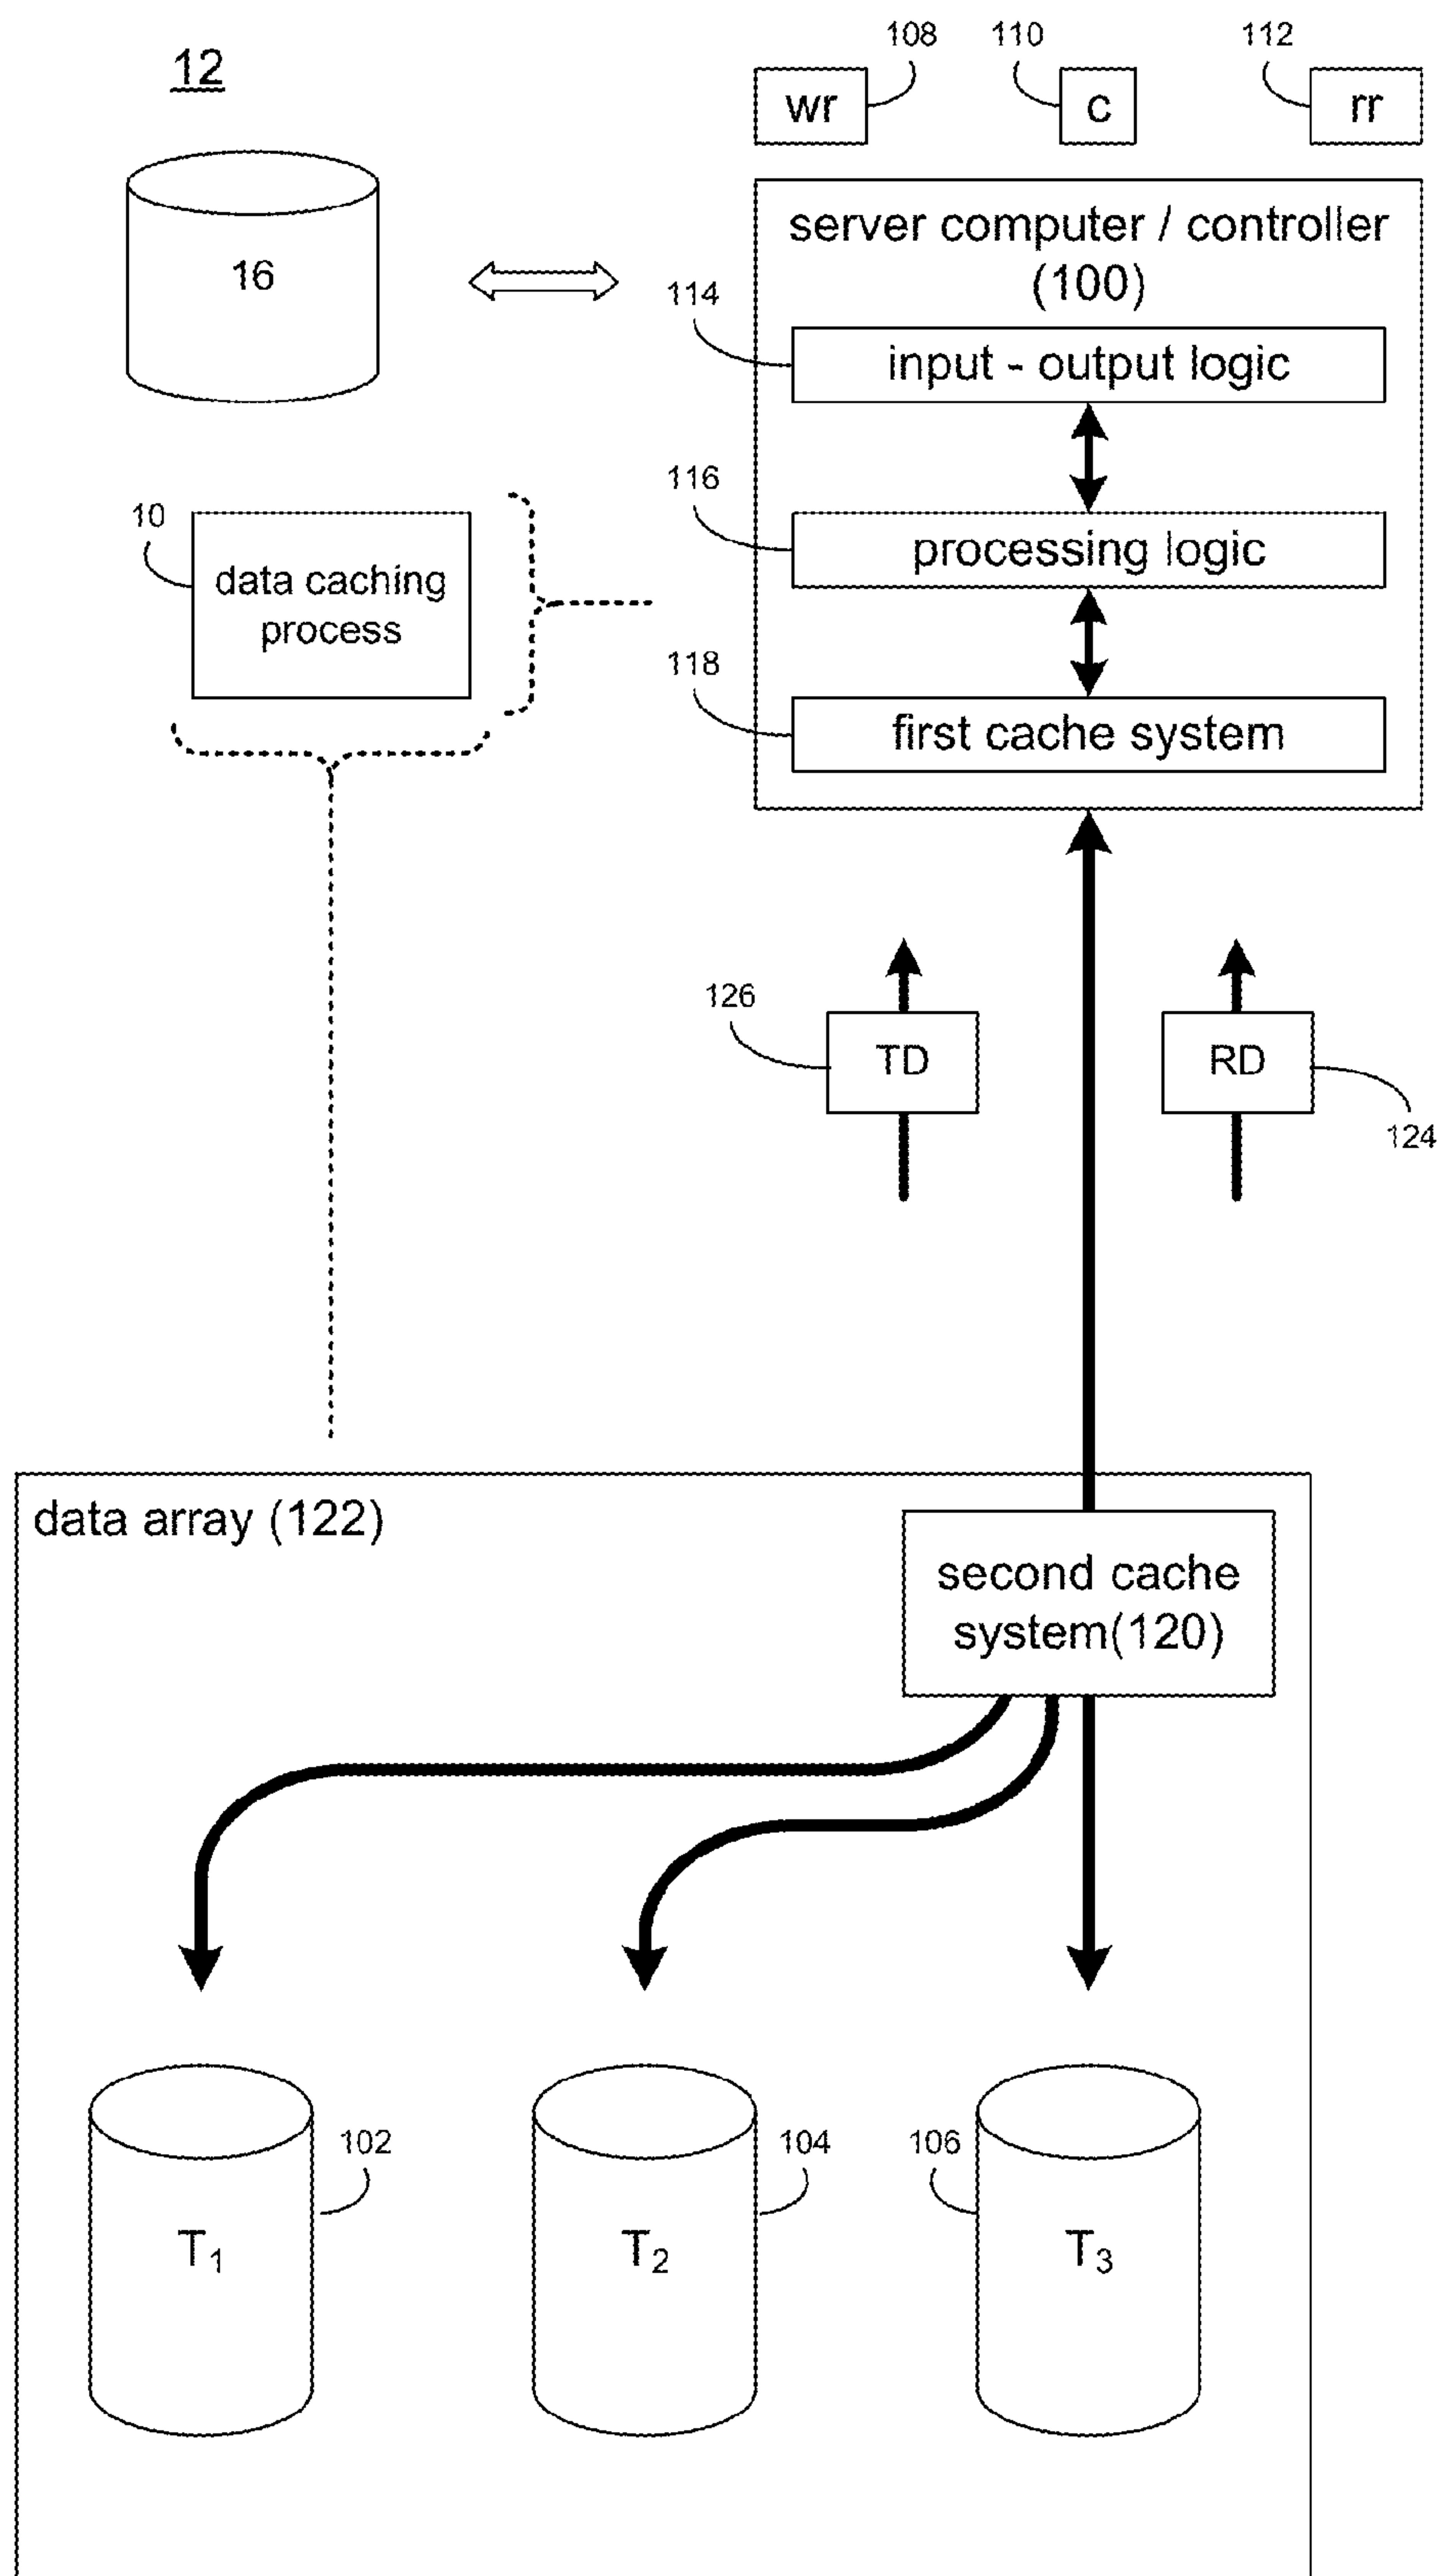 12
108
110
112
wr
c
rr
16
server computer / controller
(100)
114
input - output logic
116
processing logic
10
data caching
process
118
first cache system
126
TD
RD
124
data array (122)
second cache
system(120)
102
104
106
T1
T2
T3